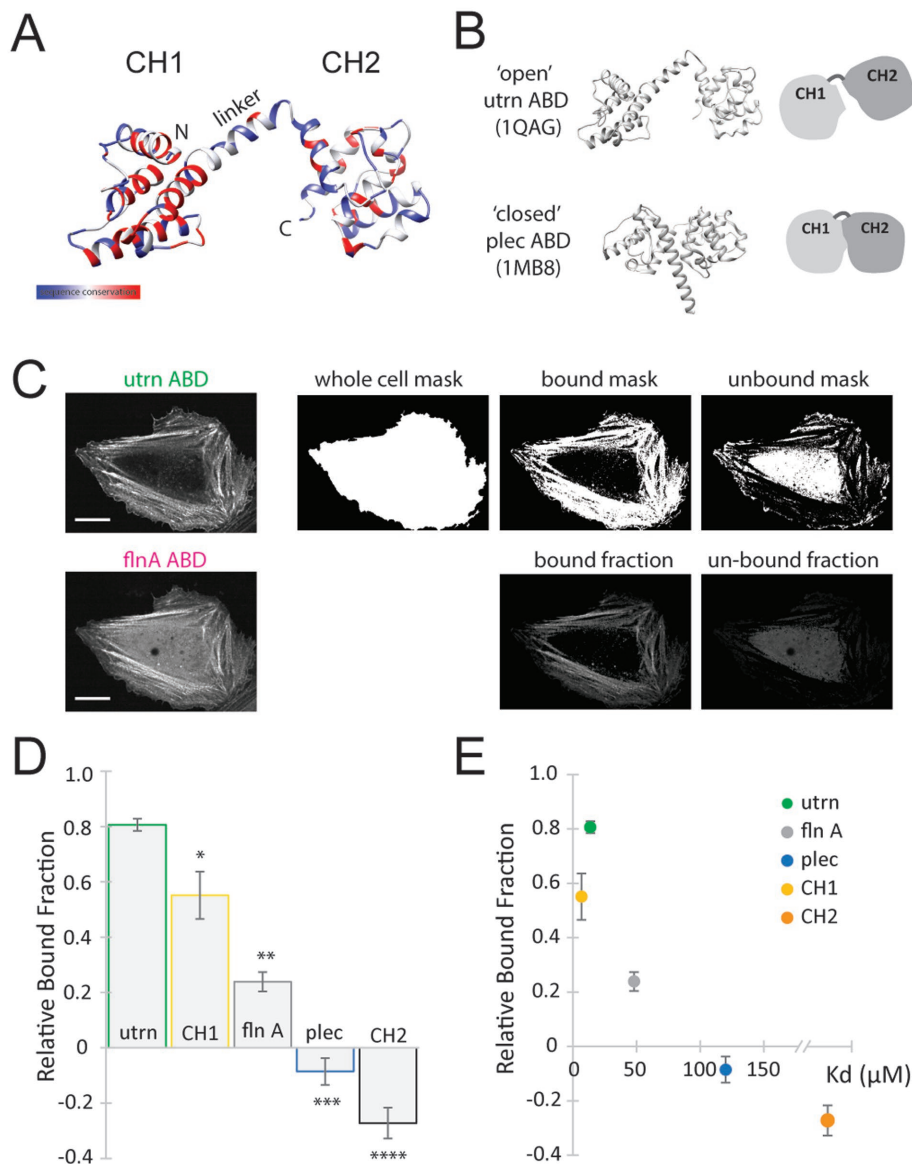 A
CH1
CH2
linker
N
C
sequence conservation
B
'open'
utrn ABD
(1QAG)
CH1
CH2
'closed'
plec ABD
(1MB8)
CH1
CH2
C
utrn ABD
whole cell mask
bound mask
unbound mask
flnA ABD
bound fraction
un-bound fraction
D
Relative Bound Fraction
1.0
0.8
0.6
0.4
0.2
0
-0.2
-0.4
*
**
***
****
utrn
CH1
fln A
plec
CH2
E
Relative Bound Fraction
1.0
0.8
0.6
0.4
0.2
0
-0.2
-0.4
0
50
100
150
Kd (µM)
utrn
fln A
plec
CH1
CH2